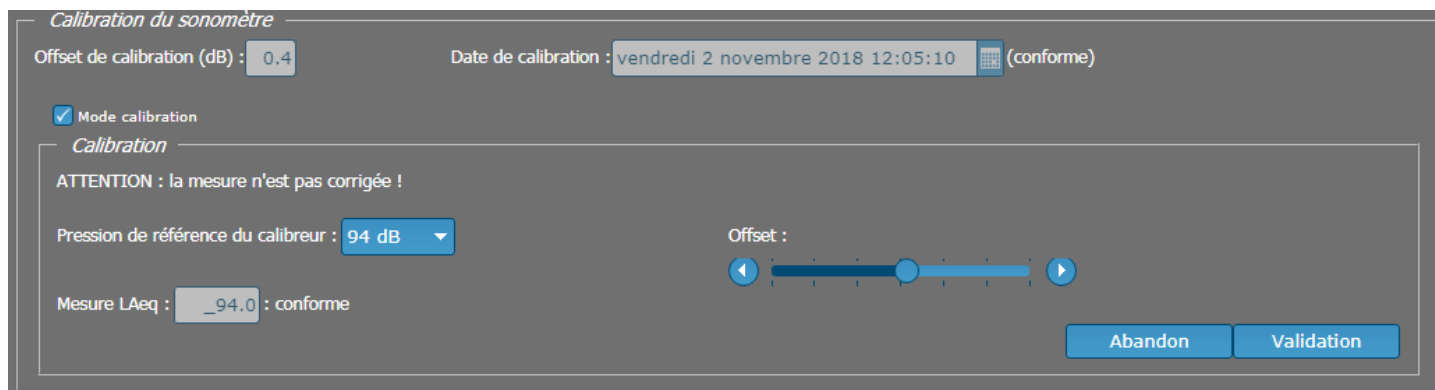 Calibration du sonomètre
Offset de calibration (dB) : 0.4 Date de calibration : vendredi 2 novembre 2018 12:05:10 (conforme)
Mode calibration
Calibration
ATTENTION : la mesure n'est pas corrigée !
Pression de référence du calibreur : 94 dB Offset :
Mesure LAeq : _94.0 : conforme
Abandon Validation